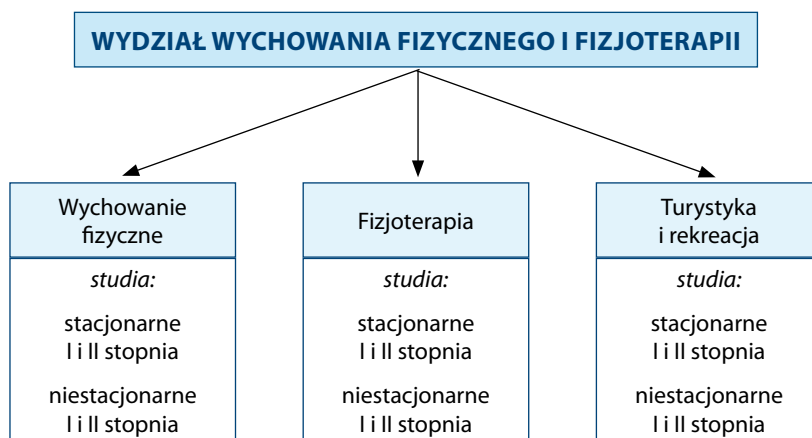 WYDZIAŁ WYCHOWANIA FIZYCZNEGO I FIZJOTERAPII
Wychowanie
fizyczne
studia:
stacjonarne
I i II stopnia
niestacjonarne
I i II stopnia
Fizjoterapia
studia:
stacjonarne
I i II stopnia
niestacjonarne
I i II stopnia
Turystyka
i rekreacja
studia:
stacjonarne
I i II stopnia
niestacjonarne
I i II stopnia